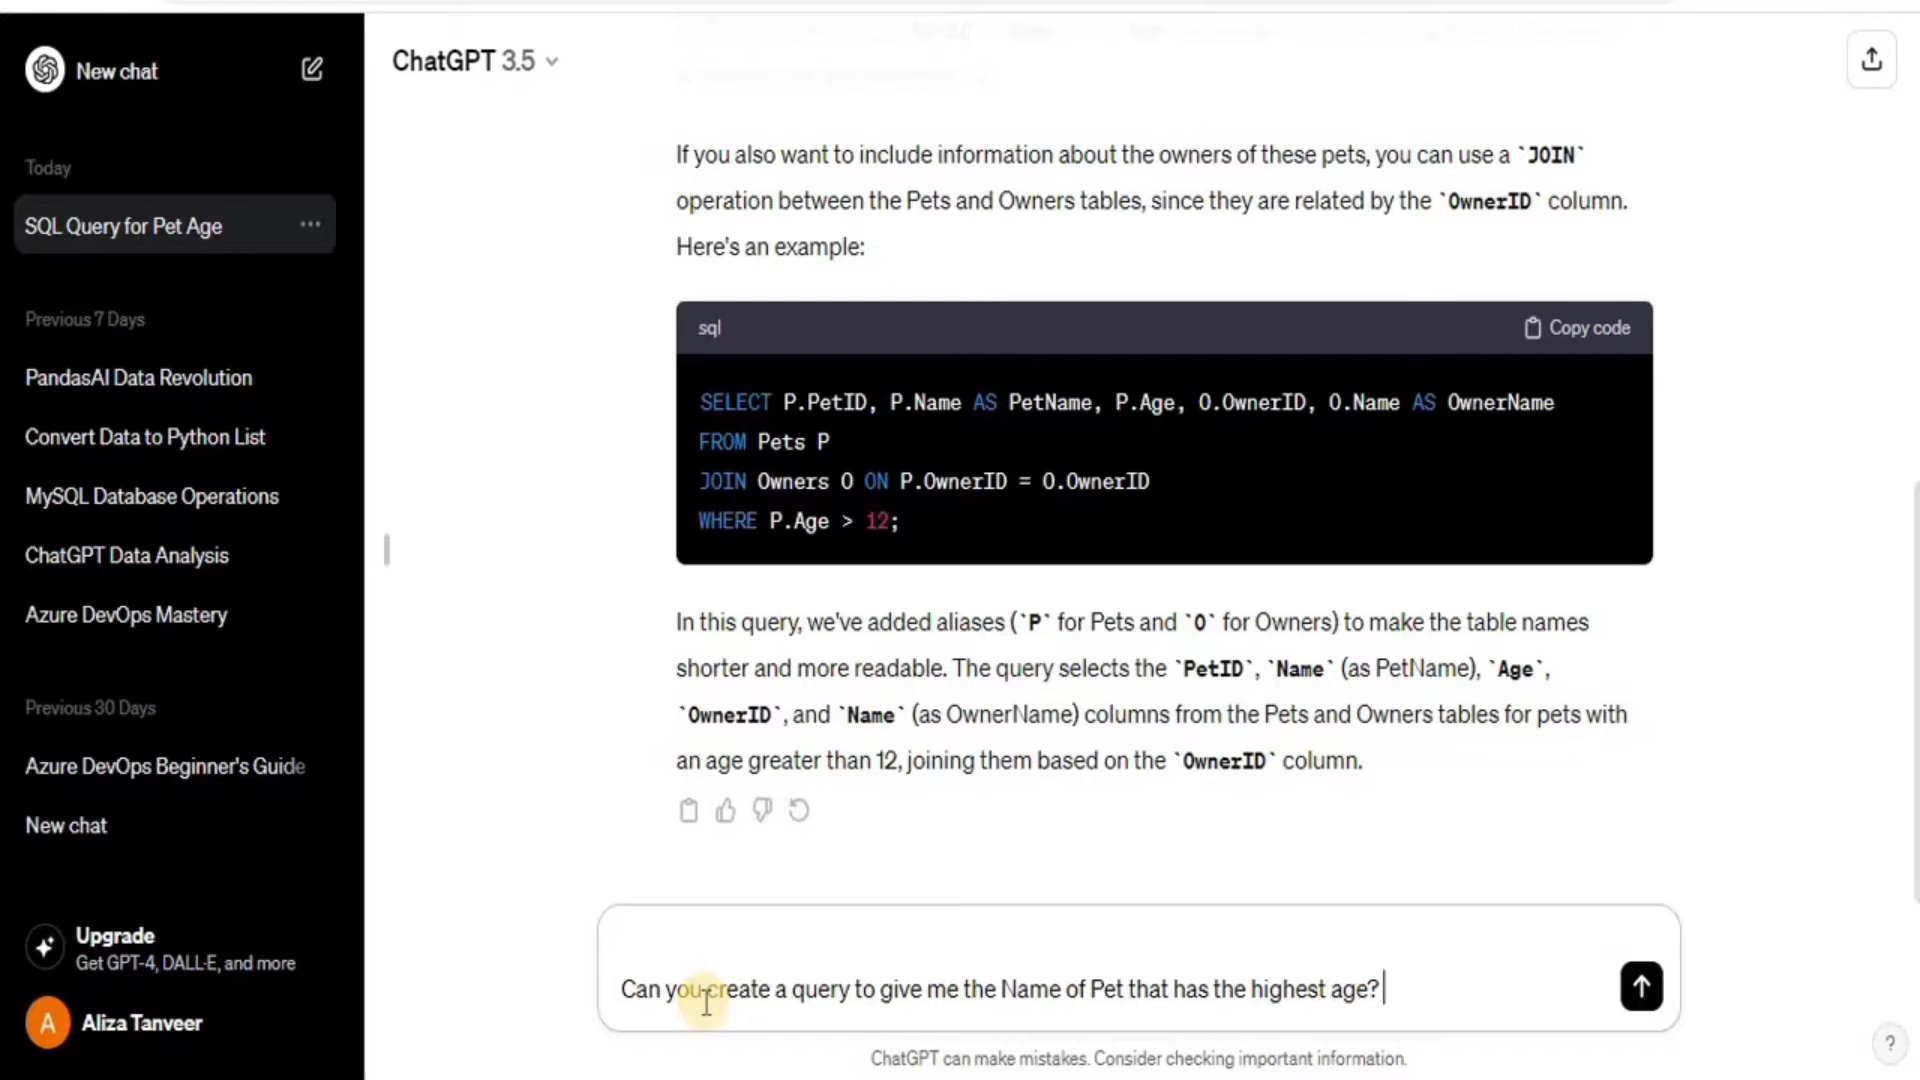 New chat
Today
SQL Query for Pet Age
Previous 7 Days
PandasAI Data Revolution
Convert Data to Python List
MySQL Database Operations
ChatGPT Data Analysis
Azure DevOps Mastery
Previous 30 Days
Azure DevOps Beginner's Guide
New chat
Upgrade
Get GPT-4, DALL·E, and more
A
Aliza Tanveer
ChatGPT 3.5
If you also want to include information about the owners of these pets, you can use a `JOIN`
operation between the Pets and Owners tables, since they are related by the `OwnerID` column.
Here's an example:
sql
Copy code
SELECT P.PetID, P.Name AS PetName, P.Age, O.OwnerID, O.Name AS OwnerName
FROM Pets P
JOIN Owners O ON P.OwnerID = O.OwnerID
WHERE P.Age > 12;
In this query, we've added aliases (`P` for Pets and `O` for Owners) to make the table names
shorter and more readable. The query selects the `PetID`, `Name` (as PetName), `Age`,
`OwnerID`, and `Name` (as OwnerName) columns from the Pets and Owners tables for pets with
an age greater than 12, joining them based on the `OwnerID` column.
Can you create a query to give me the Name of Pet that has the highest age?
ChatGPT can make mistakes. Consider checking important information.
?